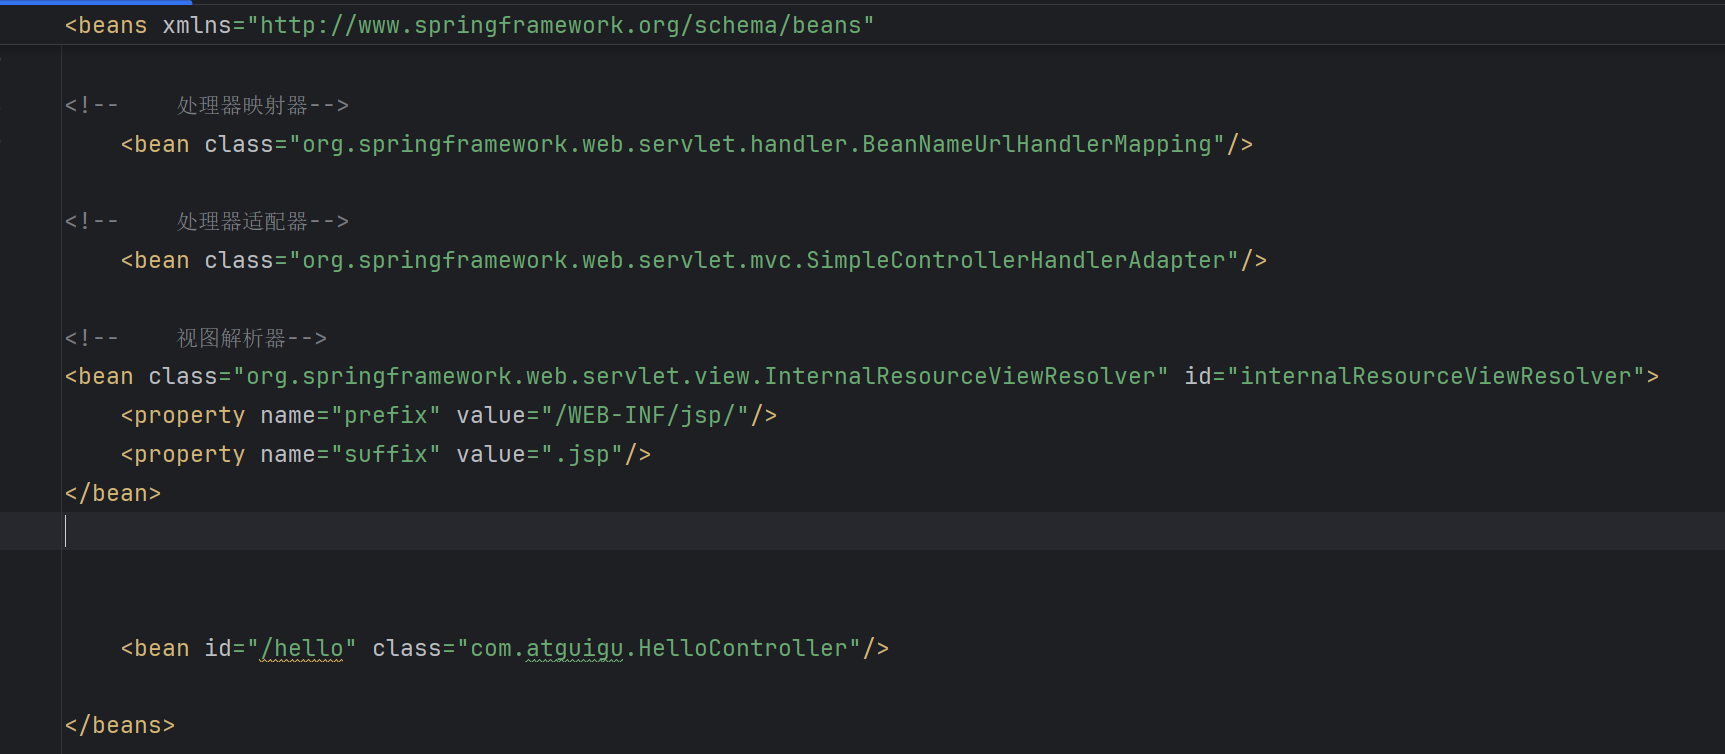 <beans xmlns="http://www.springframework.org/schema/beans"
<!--    处理器映射器-->
    <bean class="org.springframework.web.servlet.handler.BeanNameUrlHandlerMapping"/>
<!--    处理器适配器-->
    <bean class="org.springframework.web.servlet.mvc.SimpleControllerHandlerAdapter"/>
<!--    视图解析器-->
<bean class="org.springframework.web.servlet.view.InternalResourceViewResolver" id="internalResourceViewResolver">
    <property name="prefix" value="/WEB-INF/jsp/"/>
    <property name="suffix" value=".jsp"/>
</bean>
    <bean id="/hello" class="com.atguigu.HelloController"/>
</beans>